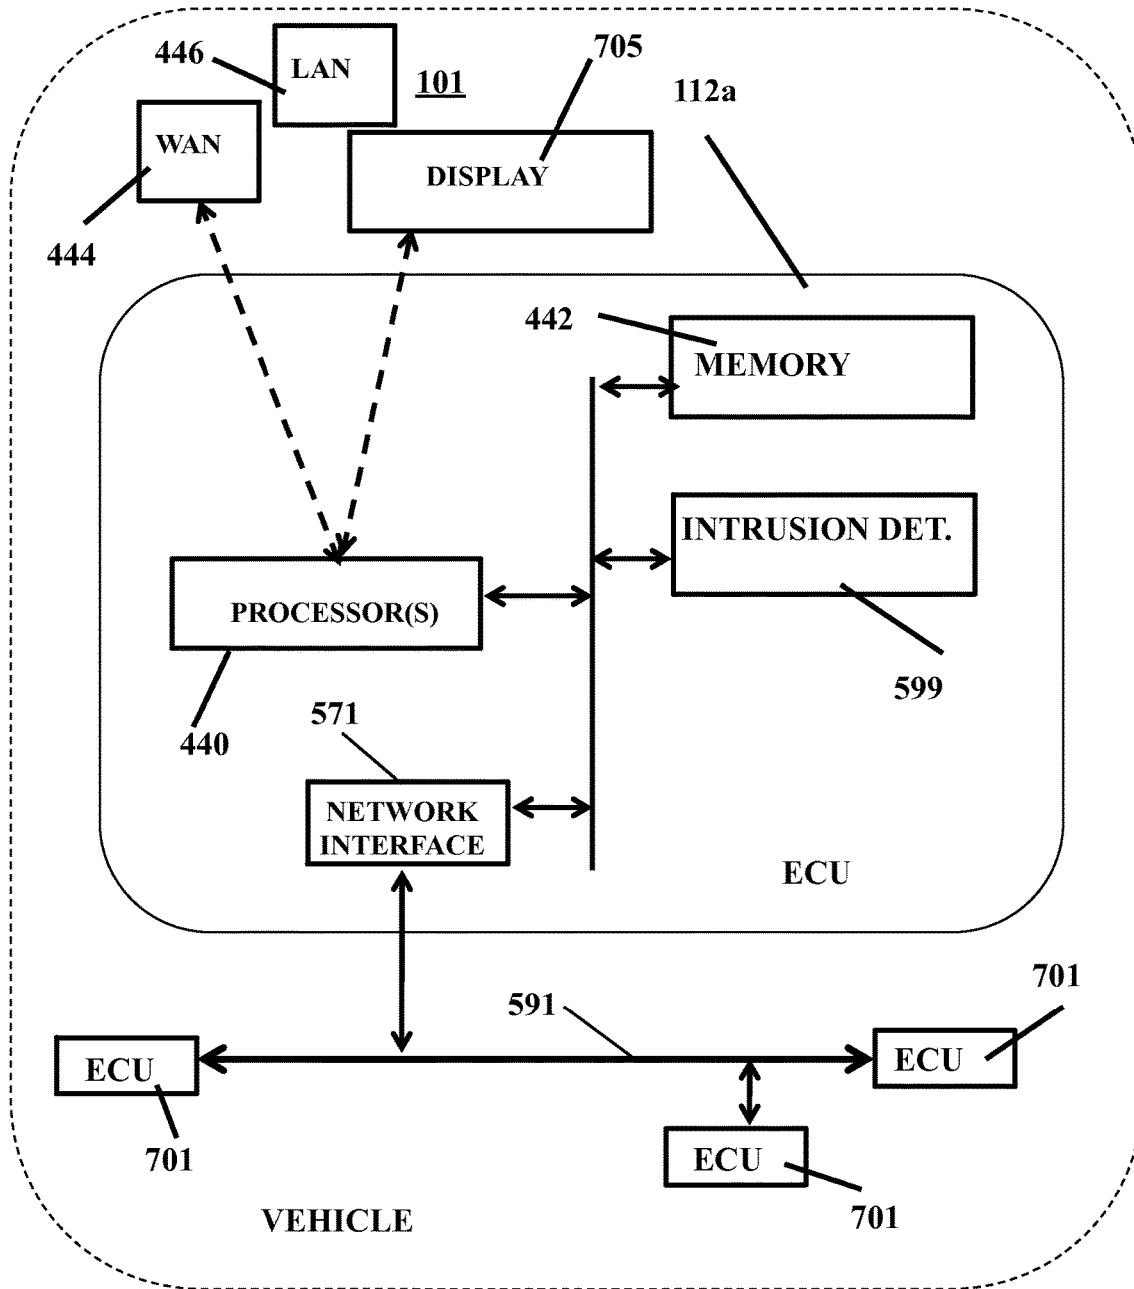 446
LAN
101
705
112a
WAN
DISPLAY
444
442
MEMORY
INTRUSION DET.
PROCESSOR(S)
599
571
440
NETWORK
INTERFACE
ECU
591
701
ECU
ECU
701
ECU
701
VEHICLE